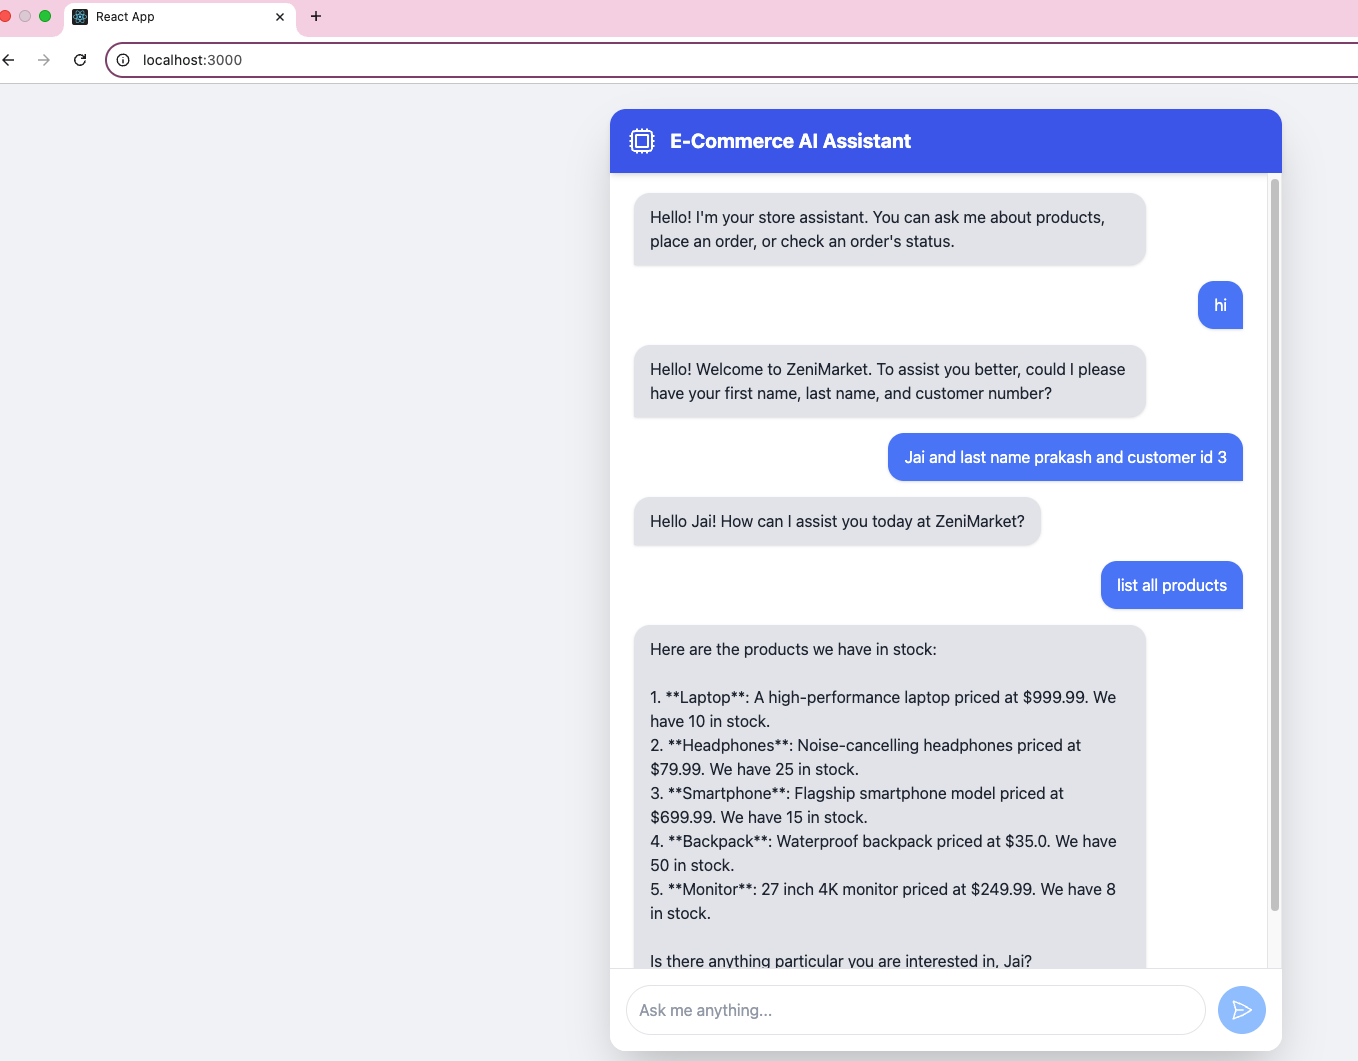 React App
localhost:3000
E-Commerce AI Assistant
Hello! I'm your store assistant. You can ask me about products,
place an order, or check an order's status.
hi
Hello! Welcome to ZeniMarket. To assist you better, could I please
have your first name, last name, and customer number?
Jai and last name prakash and customer id 3
Hello Jai! How can I assist you today at ZeniMarket?
list all products
Here are the products we have in stock:
1. **Laptop**: A high-performance laptop priced at $999.99. We
have 10 in stock.
2. **Headphones**: Noise-cancelling headphones priced at
$79.99. We have 25 in stock.
3. **Smartphone**: Flagship smartphone model priced at
$699.99. We have 15 in stock.
4. **Backpack**: Waterproof backpack priced at $35.0. We have
50 in stock.
5. **Monitor**: 27 inch 4K monitor priced at $249.99. We have 8
in stock.
Is there anything particular you are interested in, Jai?
Ask me anything...